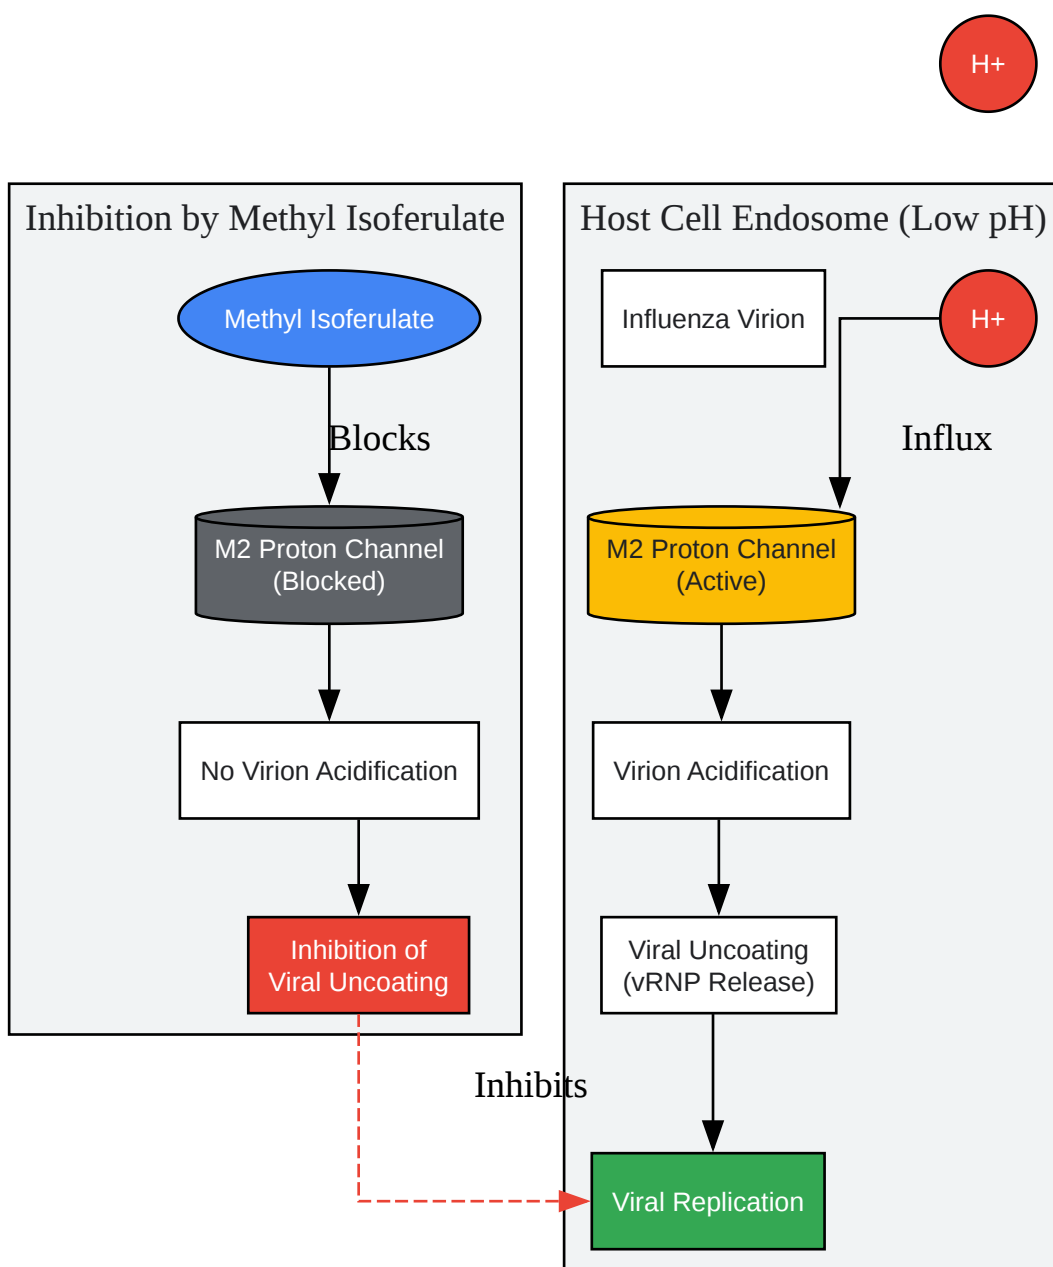 H+
Inhibition by Methyl Isoferulate
Methyl Isoferulate
Blocks
M2 Proton Channel
(Blocked)
No Virion Acidification
Inhibition of
Viral Uncoating
Inhibits
Host Cell Endosome (Low pH)
Influenza Virion
H+
Influx
M2 Proton Channel
(Active)
Virion Acidification
Viral Uncoating
(vRNP Release)
Viral Replication